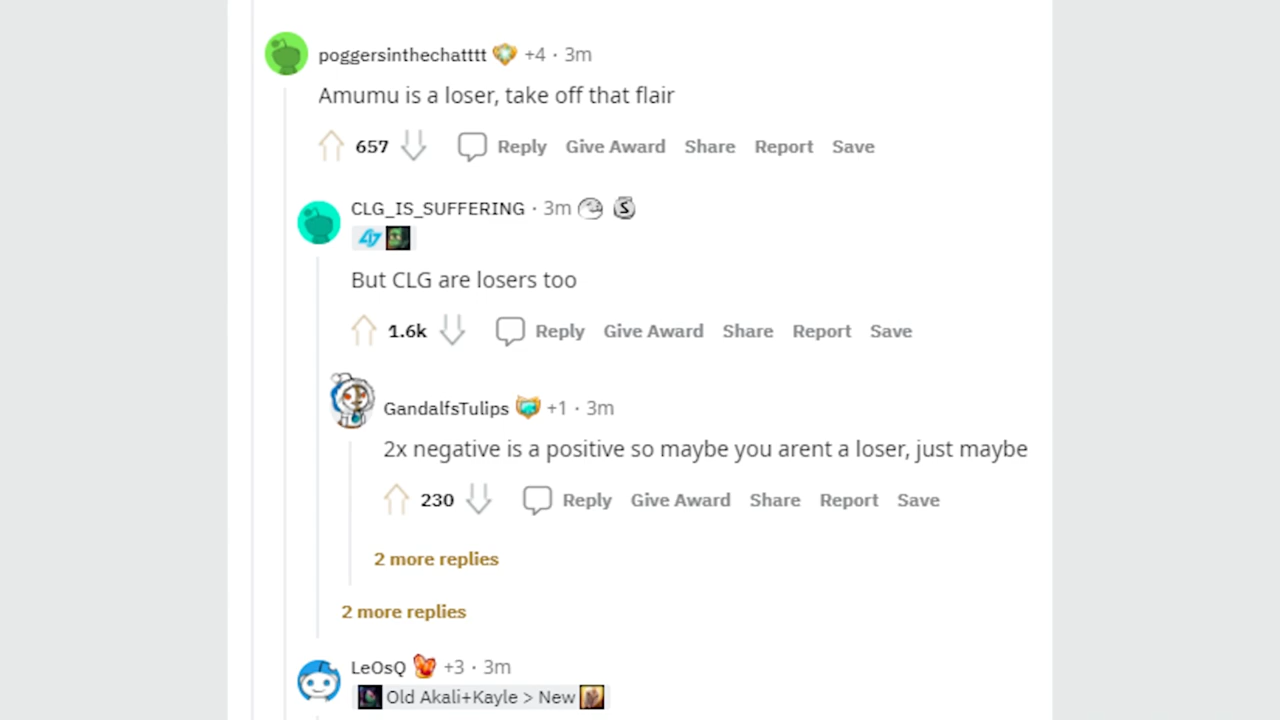 poggersinthechatttt +4 · 3m
Amumu is a loser, take off that flair
657 Reply Give Award Share Report Save
CLG_IS_SUFFERING · 3m S
But CLG are losers too
1.6k Reply Give Award Share Report Save
GandalfsTulips +1 · 3m
2x negative is a positive so maybe you arent a loser, just maybe
230 Reply Give Award Share Report Save
2 more replies
2 more replies
LeOsQ +3 · 3m
Old Akali+Kayle > New